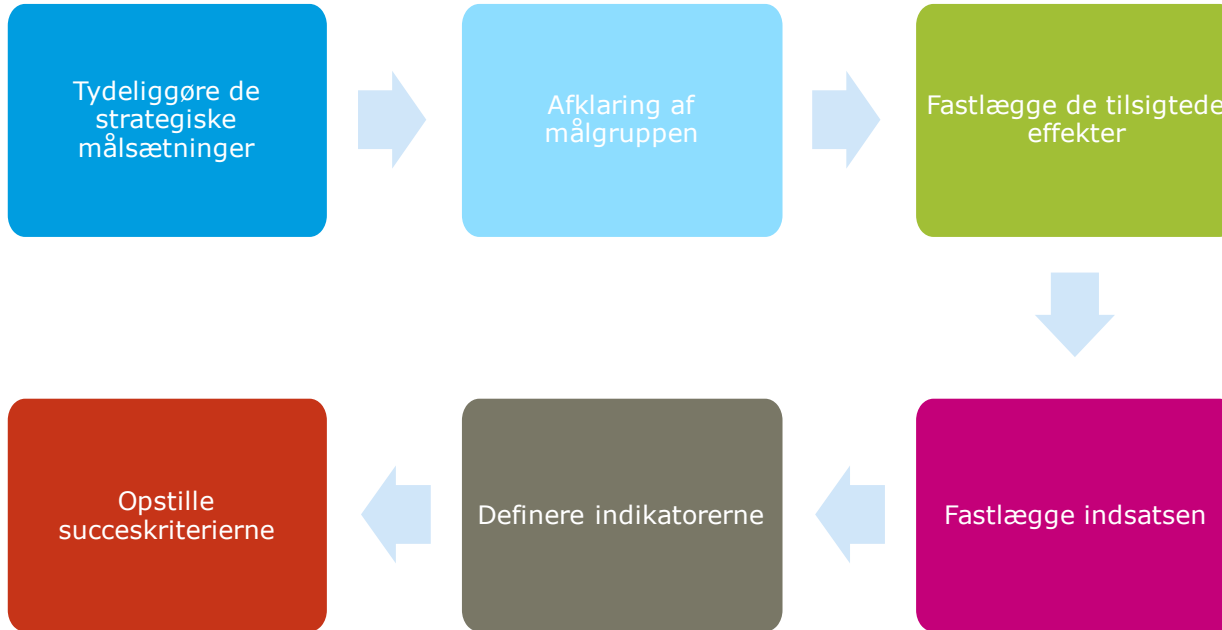 Tydeliggøre de
strategiske
målsætninger
Afklaring af
målgruppen
Fastlægge de tilsigtede
effekter
Fastlægge indsatsen
Definere indikatorerne
Opstille
succeskriterierne